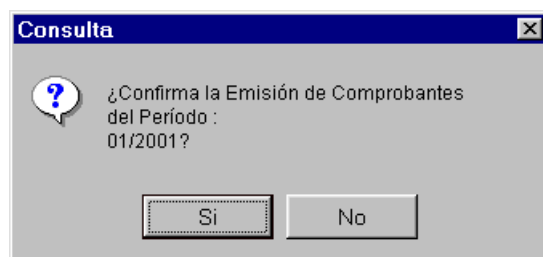 Consulta
¿Confirma la Emisión de Comprobantes
del Período :
01/2001?
Si
No